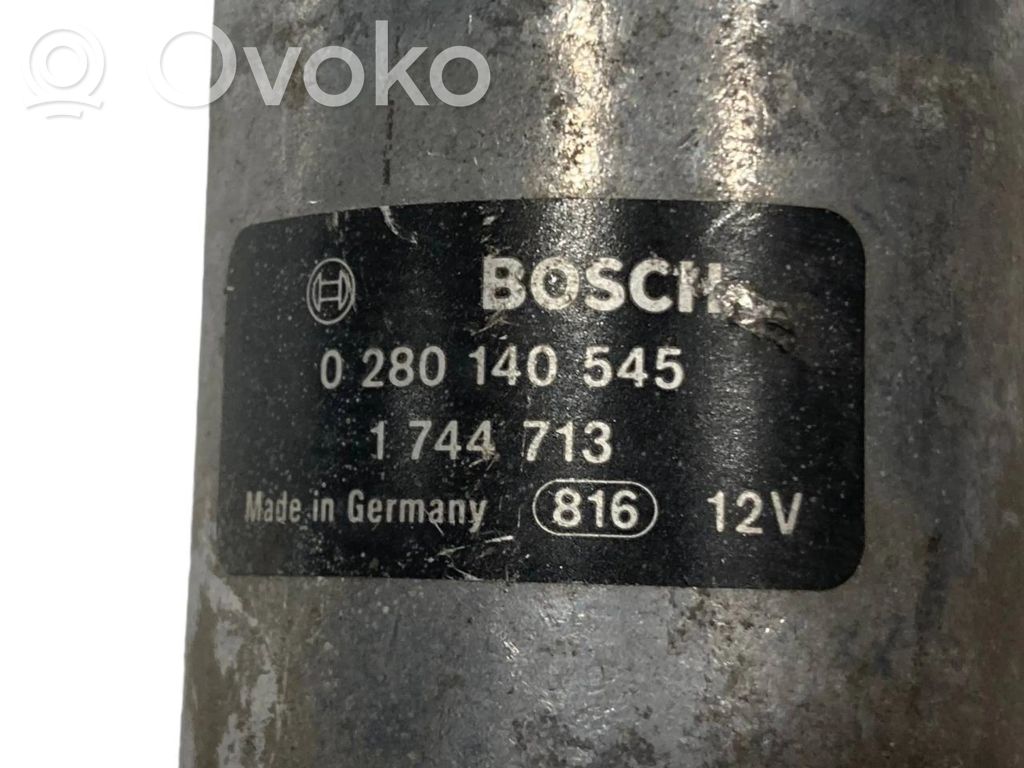 Ovoko
BOSCH
0 280 140 545
1 744 713
Made in Germany 816 12V